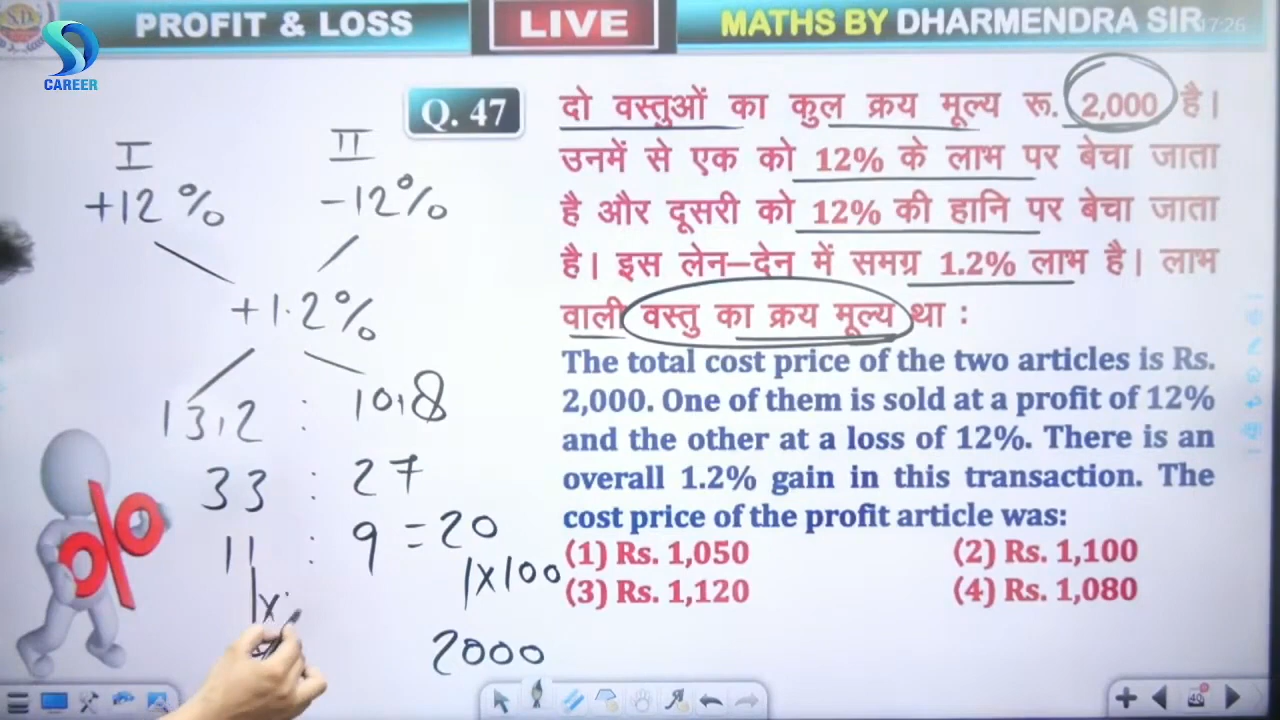 PROFIT & LOSS
LIVE
MATHS BY DHARMENDRA SIR
17:26
S.D.
CAREER
Q. 47
दो वस्तुओं का कुल क्रय मूल्य रू. 2,000 है।
उनमें से एक को 12% के लाभ पर बेचा जाता
है और दूसरी को 12% की हानि पर बेचा जाता
है। इस लेन–देन में समग्र 1.2% लाभ है। लाभ
वाली वस्तु का क्रय मूल्य था :
The total cost price of the two articles is Rs.
2,000. One of them is sold at a profit of 12%
and the other at a loss of 12%. There is an
overall 1.2% gain in this transaction. The
cost price of the profit article was:
(1) Rs. 1,050 (2) Rs. 1,100
(3) Rs. 1,120 (4) Rs. 1,080
I II
+12% -12%
+1.2%
13.2 : 10.8
33 : 27
11 : 9 = 20
1x 1x100
2000
%